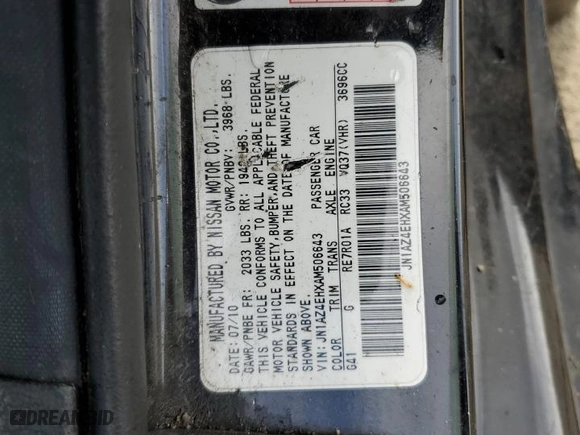 MANUFACTURED BY NISSAN MOTOR CO.,LTD.
DATE: 07/10 GVWR/PNBV: 3968 LBS.
GAWR/PNBE FR: 2033 LBS. RR: LBS.
THIS VEHICLE CONFORMS TO ALL APPLICABLE FEDERAL
MOTOR VEHICLE SAFETY,BUMPER,AND THEFT PREVENTION
STANDARDS IN EFFECT ON THE DATE OF MANUFACTURE
SHOWN ABOVE.
VIN: JN1AZ4EHXAM506643 PASSENGER CAR
COLOR TRIM TRANS AXLE ENGINE
G41 G RE7R01A RC33 VQ37(VHR) 3696CC
JN1AZ4EHXAM506643
DREAMBID